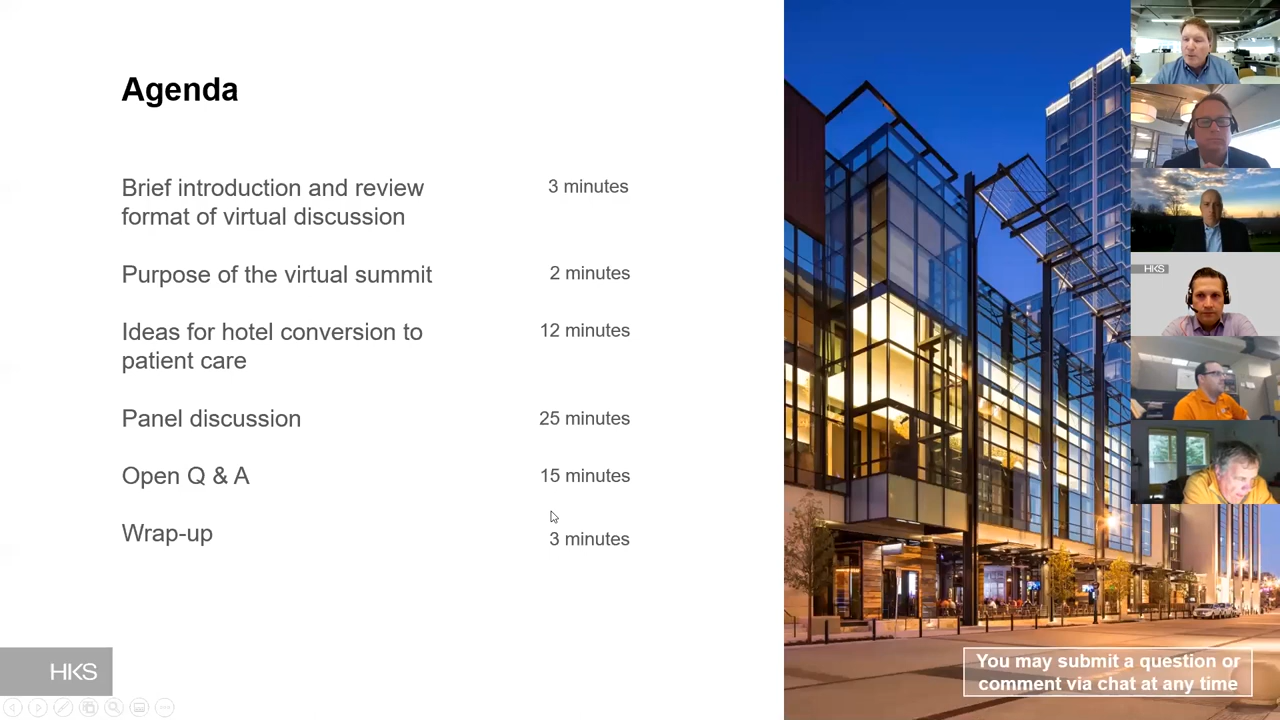 Agenda
Brief introduction and review
format of virtual discussion
3 minutes
Purpose of the virtual summit
2 minutes
Ideas for hotel conversion to
patient care
12 minutes
Panel discussion
25 minutes
Open Q & A
15 minutes
Wrap-up
3 minutes
HKS
HKS
You may submit a question or
comment via chat at any time